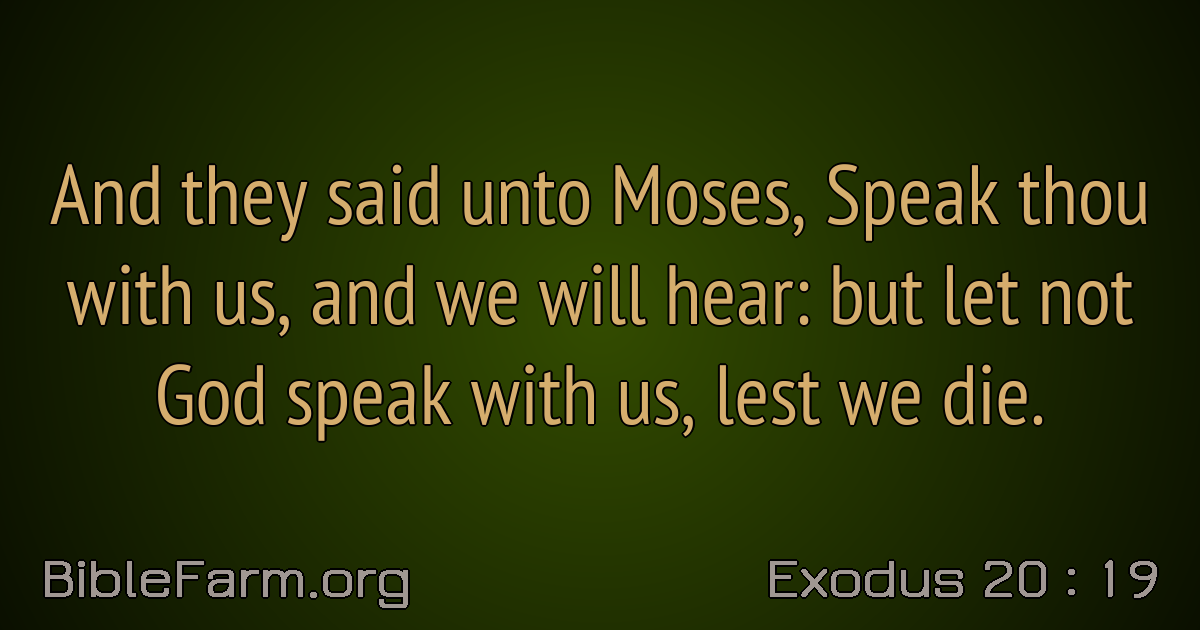 And they said unto Moses, Speak thou
with us, and we will hear: but let not
God speak with us, lest we die.
BibleFarm.org
Exodus 20 : 19